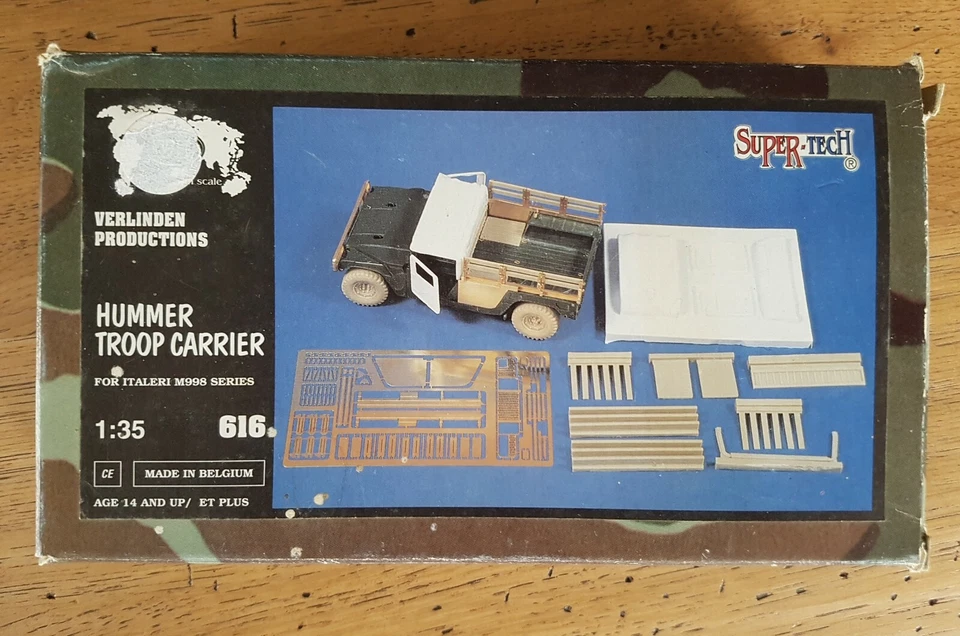 scale
VERLINDEN
PRODUCTIONS
HUMMER
TROOP CARRIER
FOR ITALERI M998 SERIES
1:35
616
CE
MADE IN BELGIUM
AGE 14 AND UP/ ET PLUS
SUPER-TECH
®